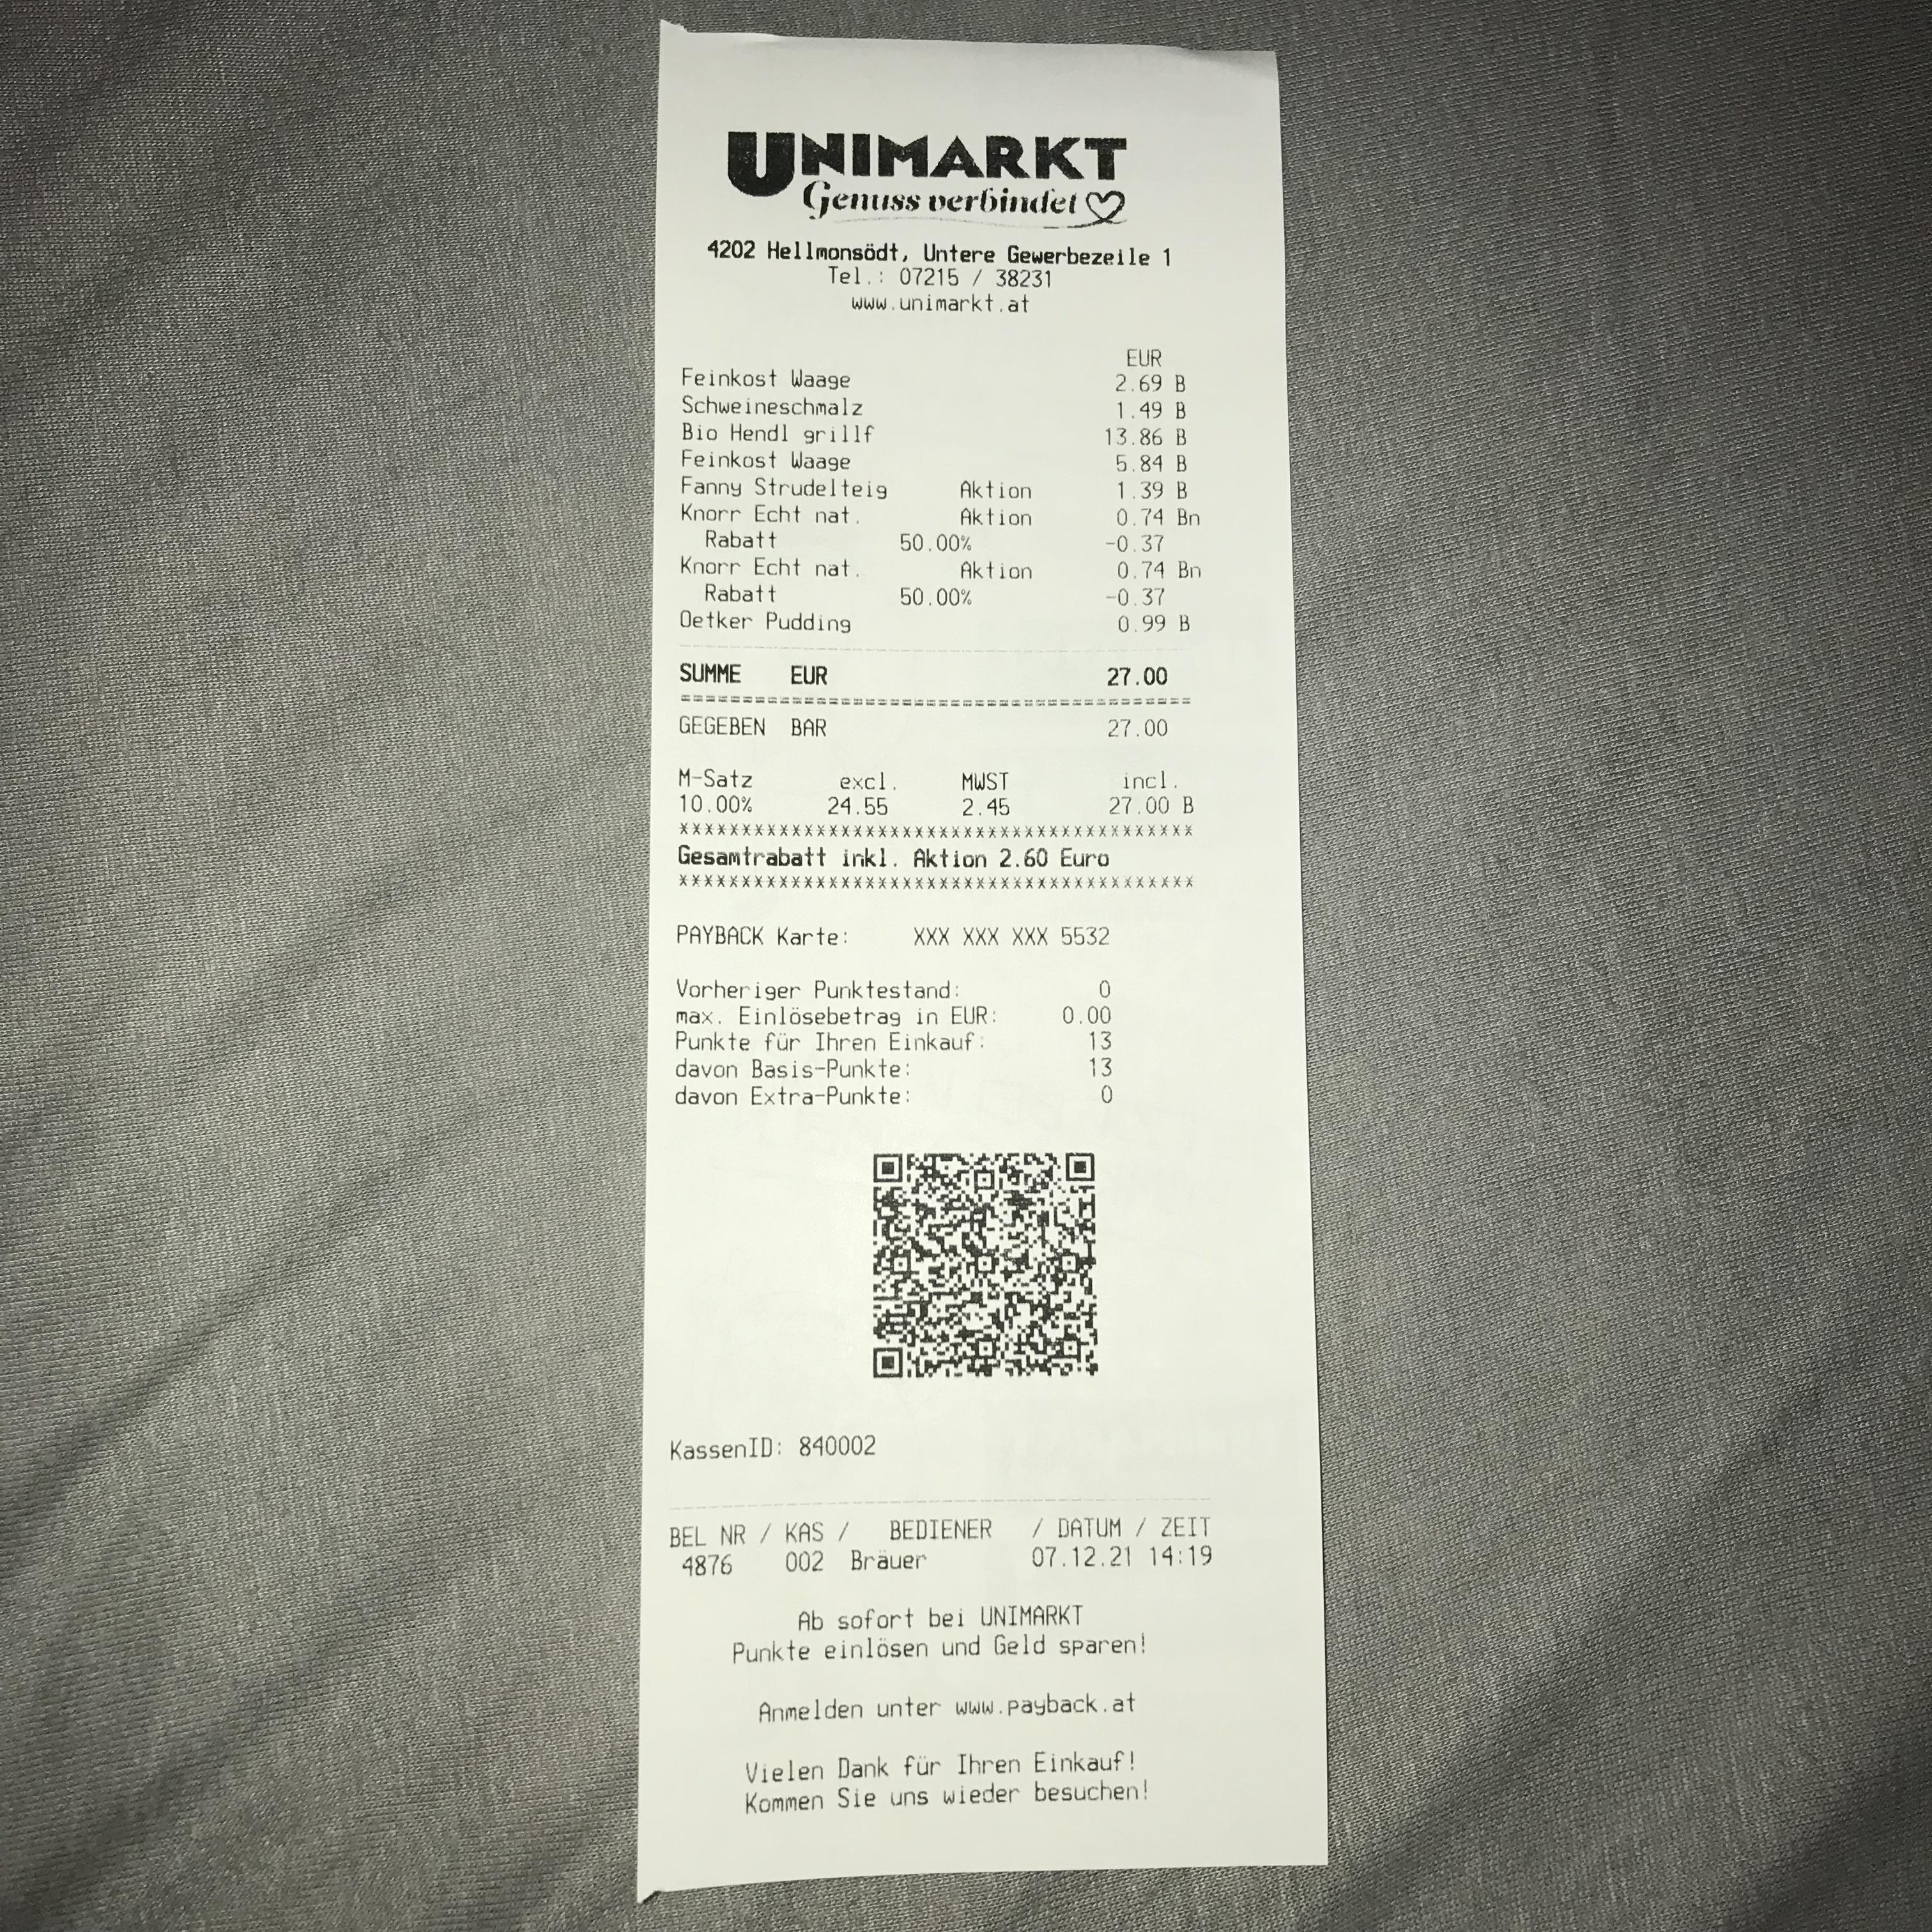 UNIMARKT
Genuss verbindet
4202 Hellmonsödt, Untere Gewerbezeile 1
Tel.: 07215 / 38231
www.unimarkt.at
EUR
Feinkost Waage 2.69 B
Schweineschmalz 1.49 B
Bio Hendl grillf 13.86 B
Feinkost Waage 5.84 B
Fanny Strudelteig Aktion 1.39 B
Knorr Echt nat. Aktion 0.74 Bn
Rabatt 50.00% -0.37
Knorr Echt nat. Aktion 0.74 Bn
Rabatt 50.00% -0.37
Oetker Pudding 0.99 B
SUMME EUR 27.00
=========================================
GEGEBEN BAR 27.00
M-Satz excl. MWST incl.
10.00% 24.55 2.45 27.00 B
*****************************************
Gesamtrabatt inkl. Aktion 2.60 Euro
*****************************************
PAYBACK Karte: XXX XXX XXX 5532
Vorheriger Punktestand: 0
max. Einlösebetrag in EUR: 0.00
Punkte für Ihren Einkauf: 13
davon Basis-Punkte: 13
davon Extra-Punkte: 0
KassenID: 840002
BEL NR / KAS / BEDIENER / DATUM / ZEIT
4876 002 Bräuer 07.12.21 14:19
Ab sofort bei UNIMARKT
Punkte einlösen und Geld sparen!
Anmelden unter www.payback.at
Vielen Dank für Ihren Einkauf!
Kommen Sie uns wieder besuchen!